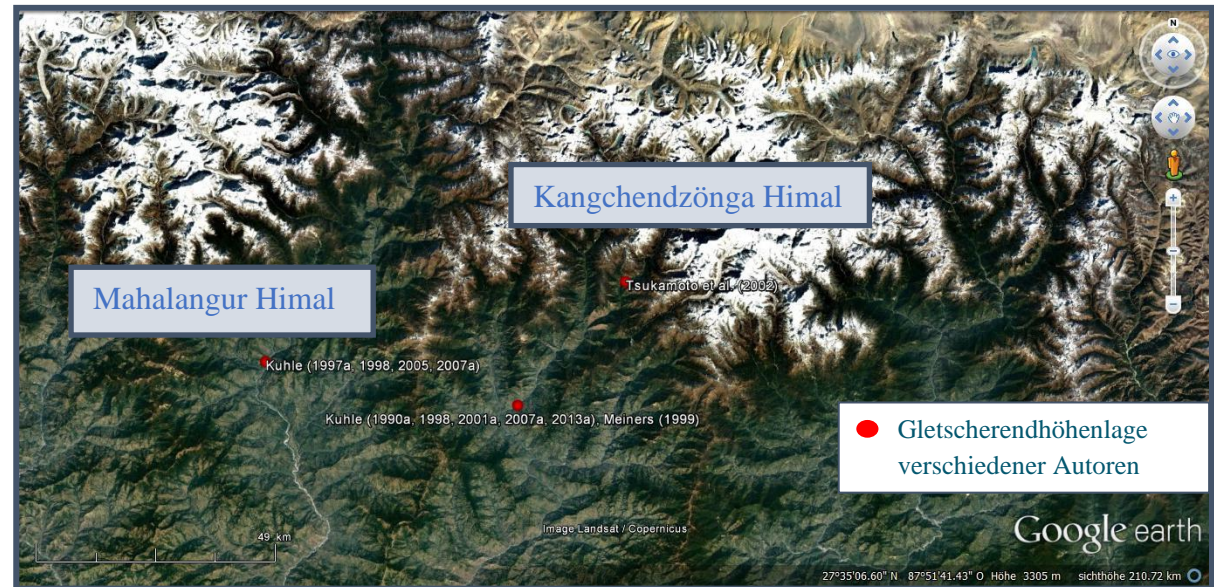 N
Kangchendzönga Himal
Mahalangur Himal
Tsukamoto et al. (2002)
Kuhle (1997a, 1998, 2005, 2007a)
Kuhle (1990a, 1998, 2001a, 2007a, 2013a), Meiners (1999)
Gletscherendhöhenlage
verschiedener Autoren
49 km
Image Landsat / Copernicus
Google earth
27°35'06.60" N 87°51'41.43" O Höhe 3305 m sichthöhe 210.72 km